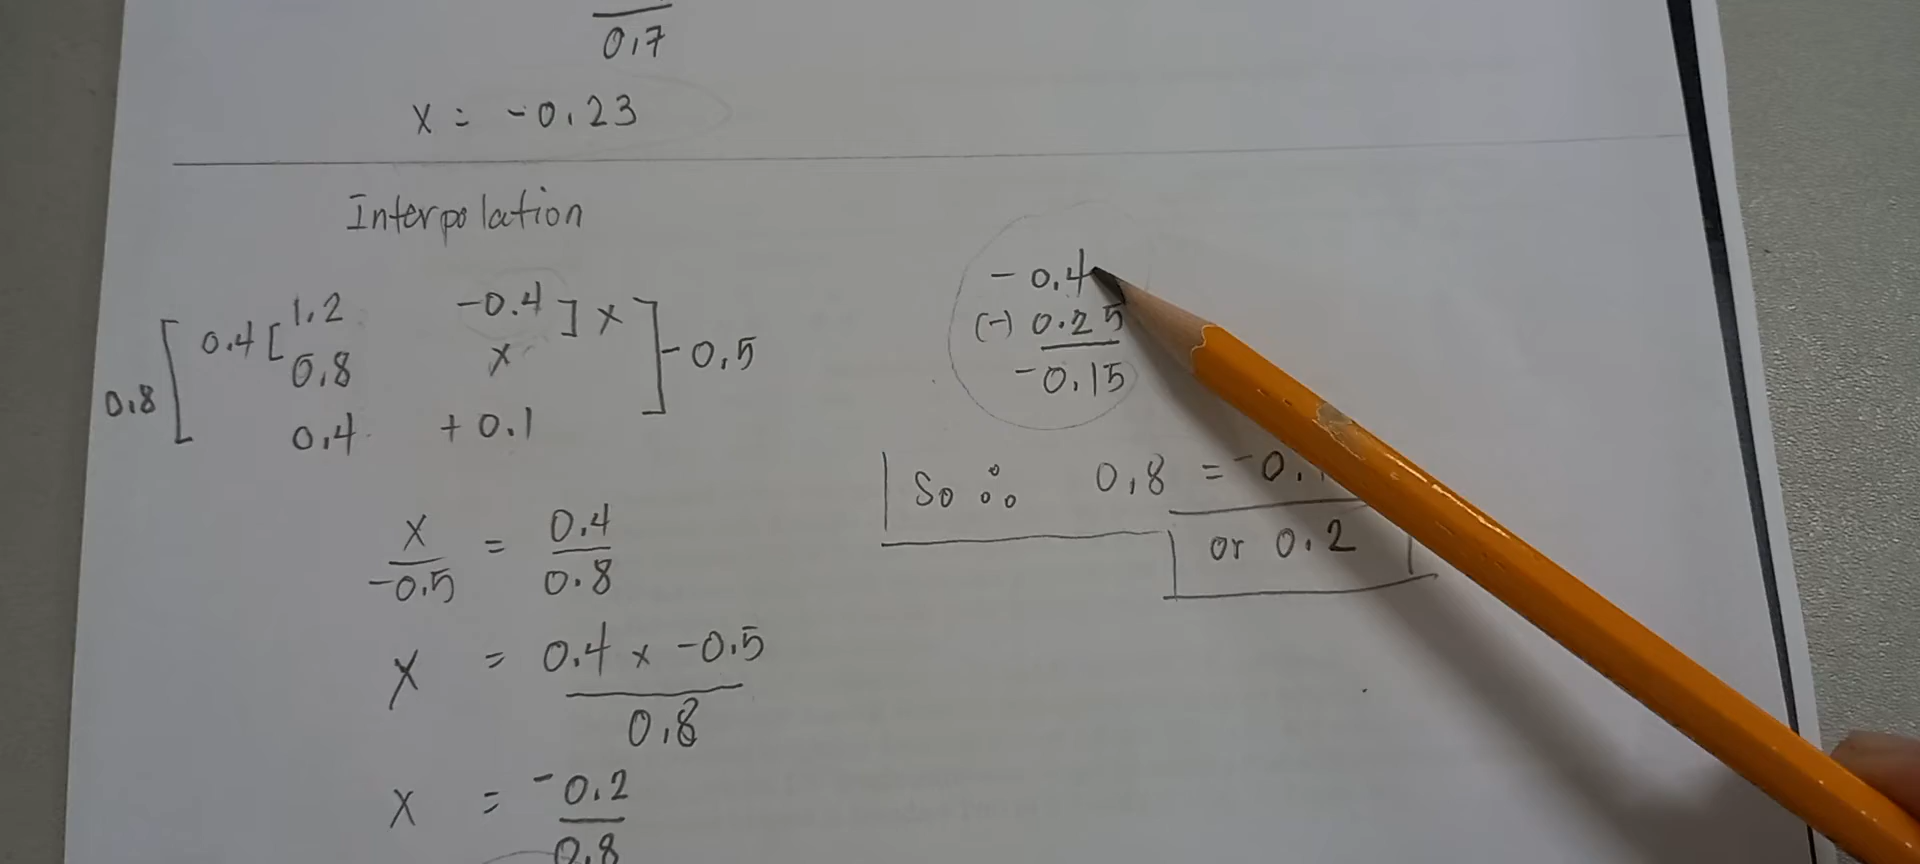 0.7
x = -0.23
Interpolation
0.8 [ 0.4 [ 1.2 -0.4 ] x ] -0.5
0.8 x
0.4 +0.1
x/-0.5 = 0.4/0.8
x = 0.4 x -0.5
0.8
x = -0.2
0.8
-0.4
(-) 0.25
-0.15
So ∴ 0.8 = -0.
or 0.2